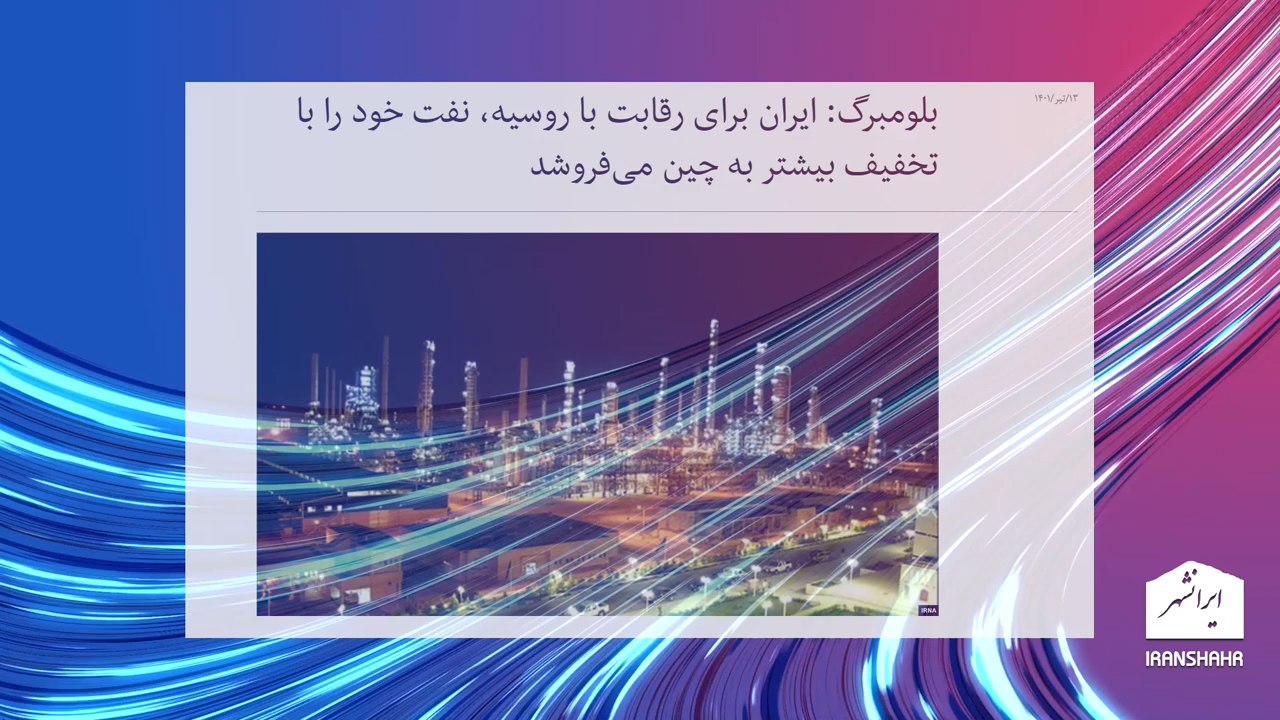 ۱۳/تیر/۱۴۰۱
بلومبرگ: ایران برای رقابت با روسیه، نفت خود را با
تخفیف بیشتر به چین می‌فروشد
IRNA
ایرانشهر
IRANSHAHR